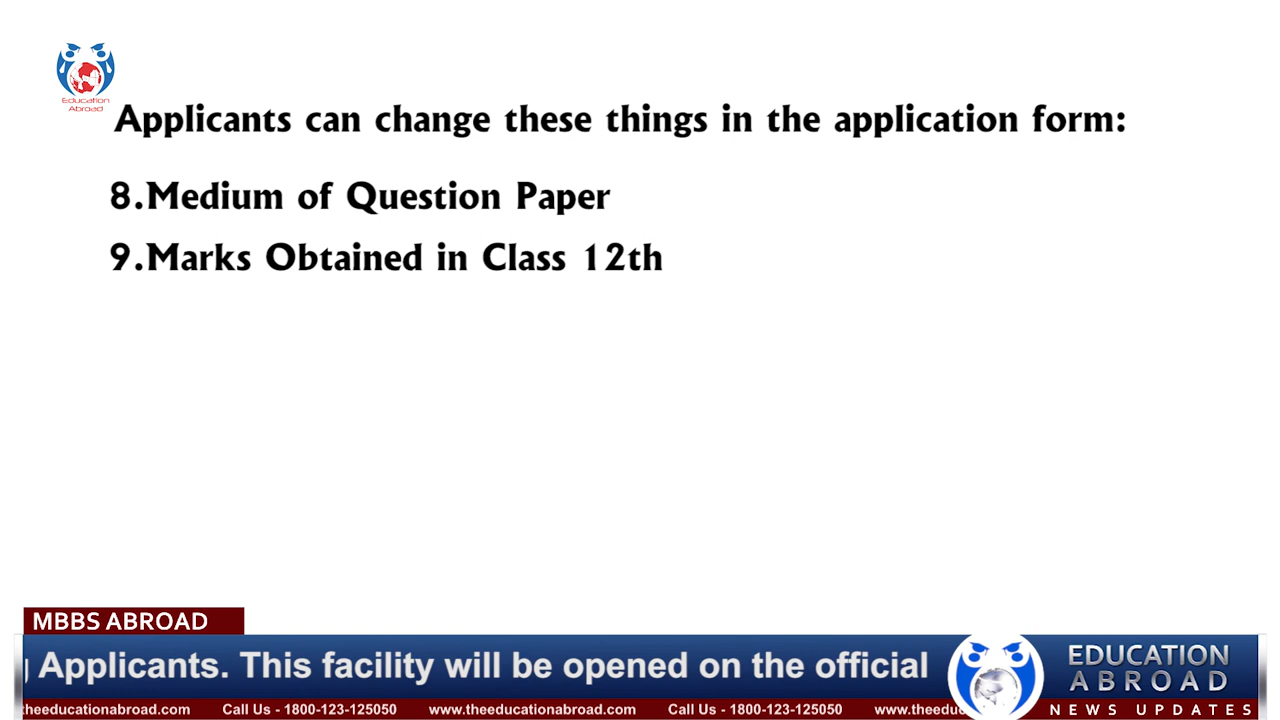 Education
Abroad
Applicants can change these things in the application form:
8.Medium of Question Paper
9.Marks Obtained in Class 12th
MBBS ABROAD
Applicants. This facility will be opened on the official
EDUCATION
ABROAD
theeducationabroad.com Call Us - 1800-123-125050 www.theeducationabroad.com Call Us - 1800-123-125050 www.theeduc
NEWS UPDATES